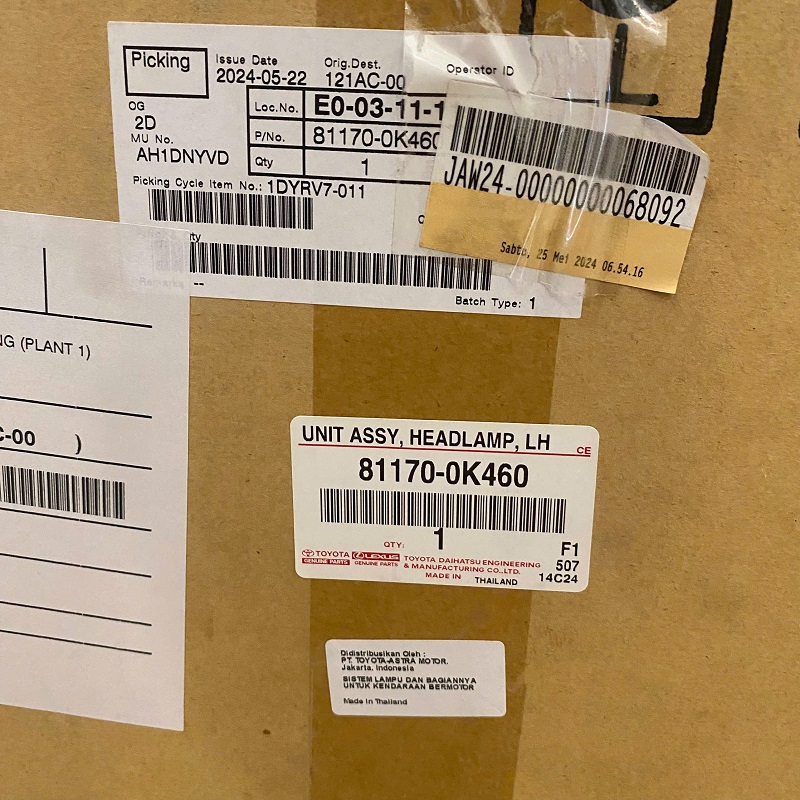 Picking
Issue Date
2024-05-22
Orig.Dest.
121AC-00
Operator ID
OG
2D
MU No.
AH1DNYVD
Loc.No. E0-03-11-1
P/No. 81170-0K460
Qty 1
Picking Cycle Item No.: 1DYRV7-011
Remarks --
Batch Type: 1
JAW24-00000000068092
Sabtu, 25 Mei 2024 06.54.16
(PLANT 1)
C-00 )
UNIT ASSY, HEADLAMP, LH
CE
81170-0K460
QTY: 1
F1
507
14C24
TOYOTA
GENUINE PARTS
LEXUS
GENUINE PARTS
TOYOTA DAIHATSU ENGINEERING
& MANUFACTURING CO.,LTD.
MADE IN THAILAND
Didistribusikan Oleh :
PT. TOYOTA-ASTRA MOTOR.
Jakarta, Indonesia
SISTEM LAMPU DAN BAGIANNYA
UNTUK KENDARAAN BERMOTOR
Made in Thailand